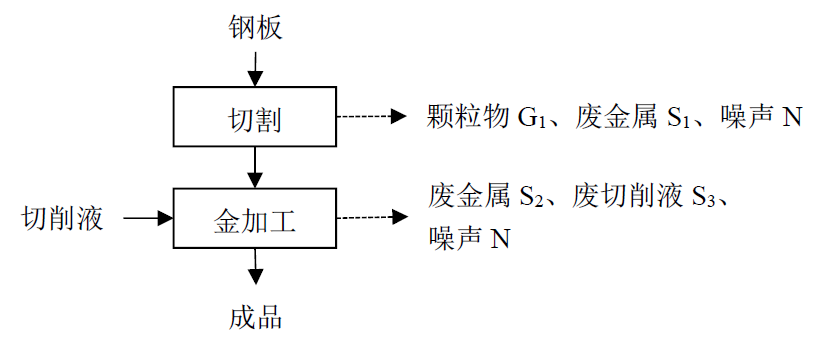 钢板
切割
颗粒物 G₁、废金属 S₁、噪声 N
切削液
金加工
废金属 S₂、废切削液 S₃、
噪声 N
成品